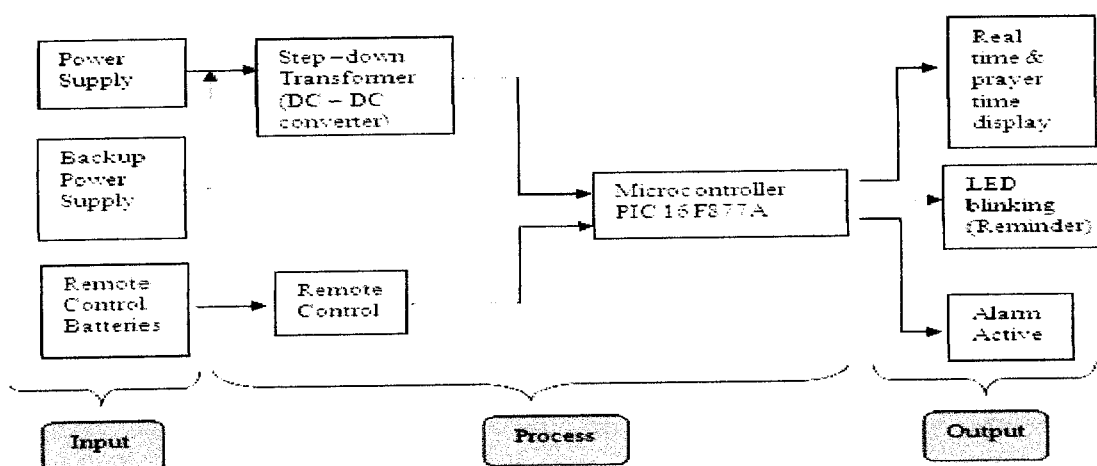 Power
Supply
Step–down
Transformer
(DC – DC
converter)
Real
time &
prayer
time
display
Backup
Power
Supply
Microcontroller
PIC 16F877A
LED
blinking
(Reminder)
Remote
Control
Batteries
Remote
Control
Alarm
Active
Input
Process
Output